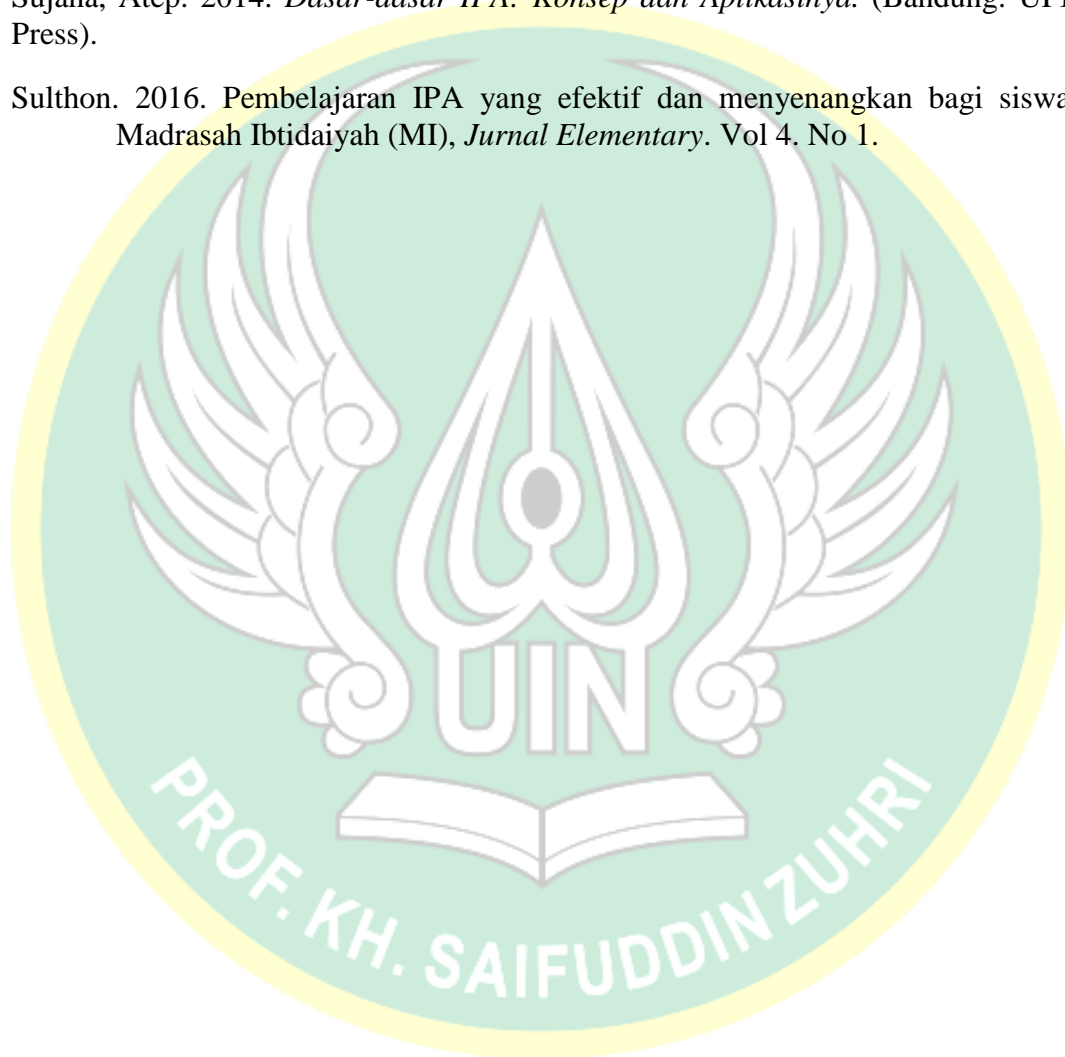 Sujana, Atep. 2014. Dasar-dasar IPA: Konsep dan Aplikasinya. (Bandung: UPI
Press).
Sulthon. 2016. Pembelajaran IPA yang efektif dan menyenangkan bagi siswa
Madrasah Ibtidaiyah (MI), Jurnal Elementary. Vol 4. No 1.
UIN
PROF. KH. SAIFUDDIN ZUHRI